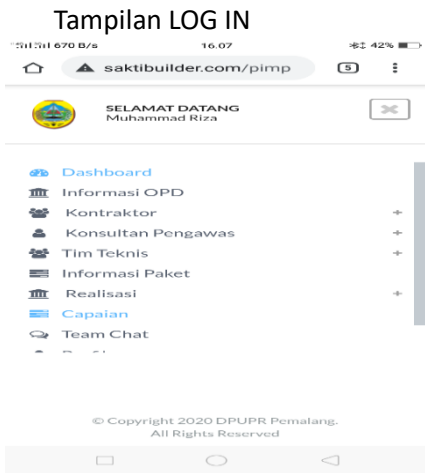 Tampilan LOG IN
670 B/s 16.07 42%
saktibuilder.com/pimp 5
SELAMAT DATANG
Muhammad Riza
Dashboard
Informasi OPD
Kontraktor +
Konsultan Pengawas +
Tim Teknis +
Informasi Paket
Realisasi +
Capaian
Team Chat
© Copyright 2020 DPUPR Pemalang.
All Rights Reserved